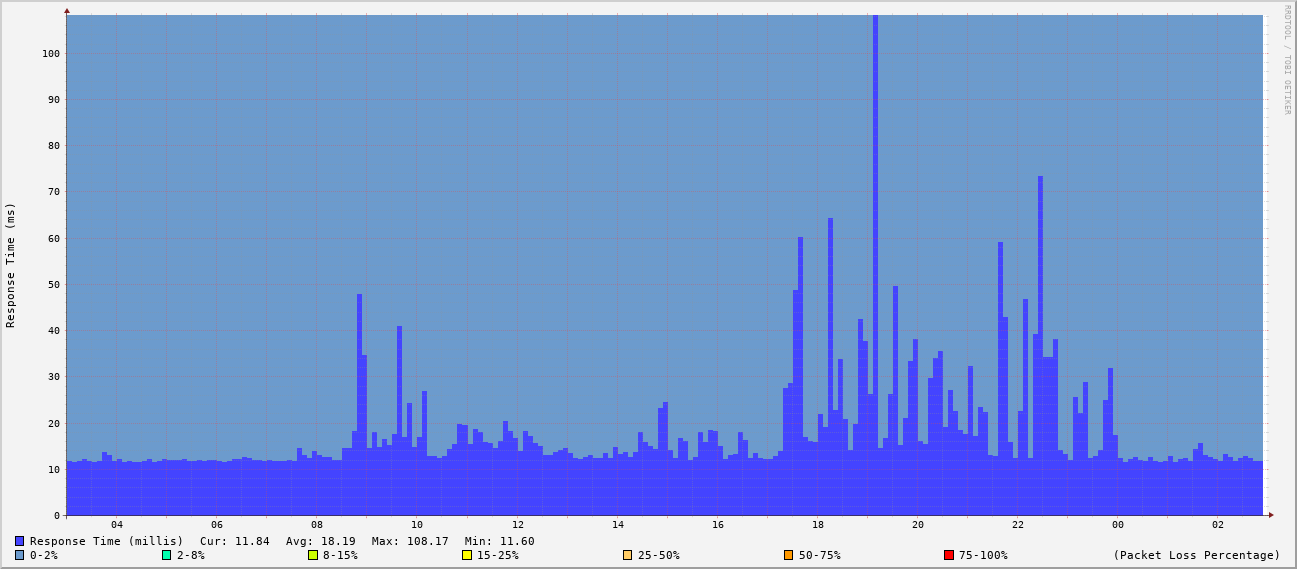 RRDTOOL / TOBI OETIKER
Response Time (ms)
100
90
80
70
60
50
40
30
20
10
0
04 06 08 10 12 14 16 18 20 22 00 02
Response Time (millis) Cur: 11.84 Avg: 18.19 Max: 108.17 Min: 11.60
0-2% 2-8% 8-15% 15-25% 25-50% 50-75% 75-100% (Packet Loss Percentage)